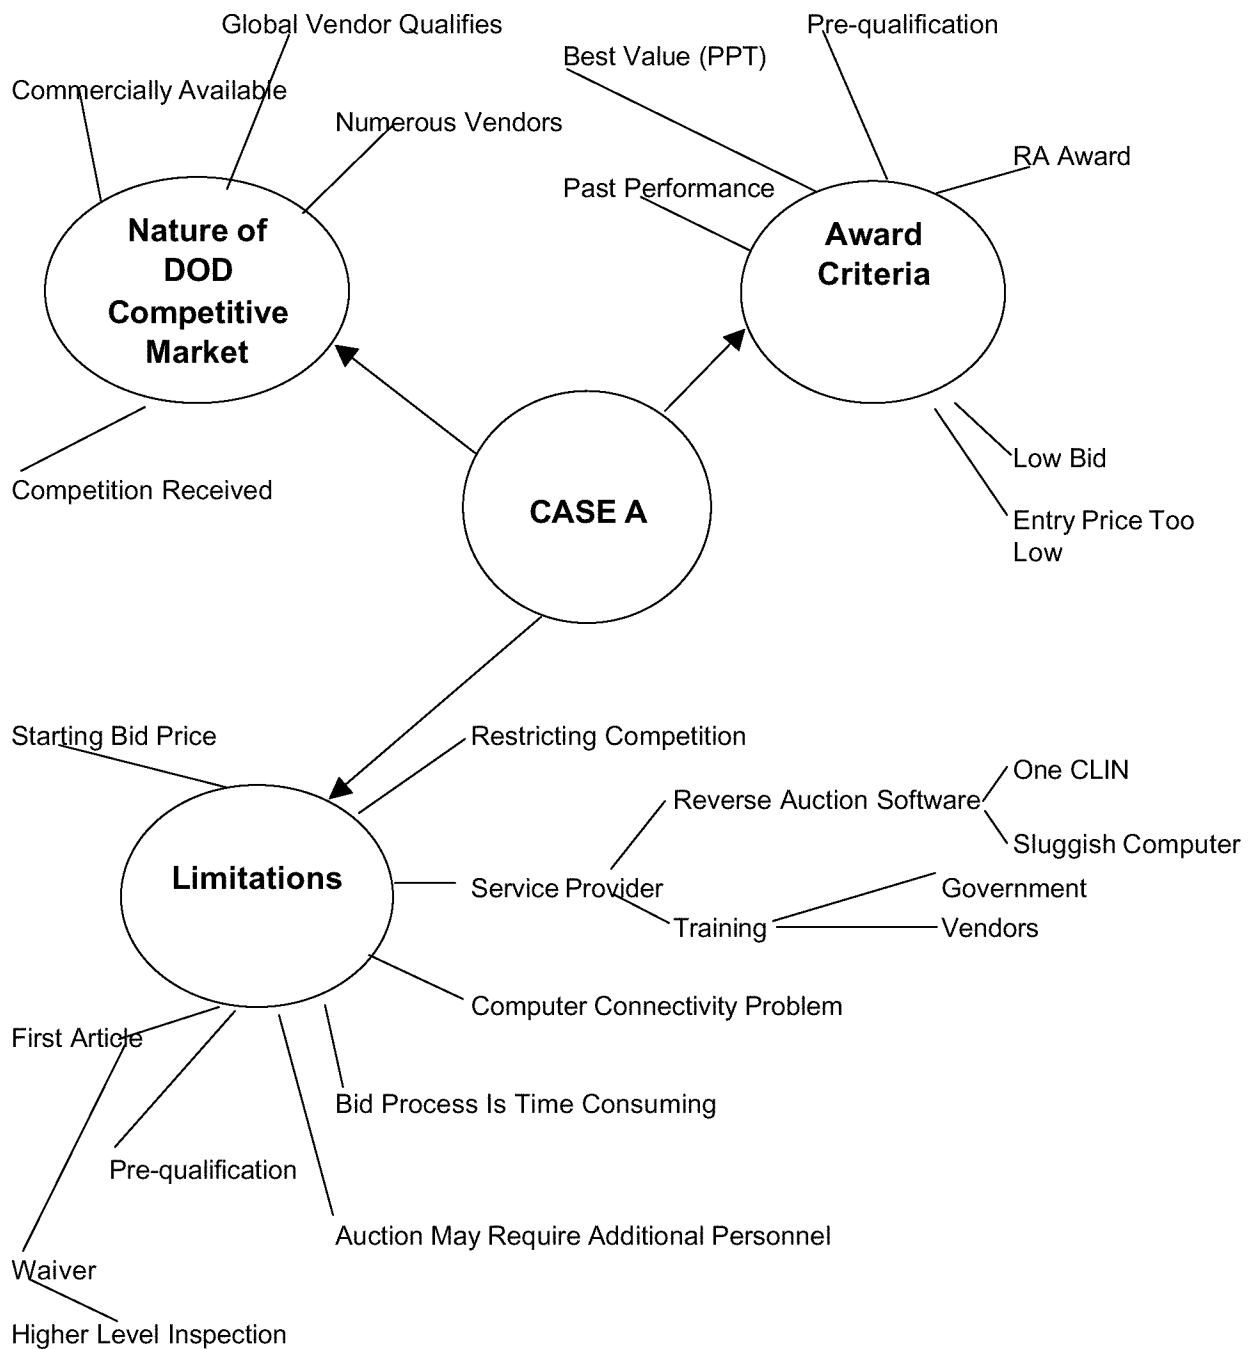 Global Vendor Qualifies
Commercially Available
Numerous Vendors
Nature of
DOD
Competitive
Market
Competition Received
Pre-qualification
Best Value (PPT)
RA Award
Past Performance
Award
Criteria
Low Bid
Entry Price Too
Low
CASE A
Starting Bid Price
Restricting Competition
Limitations
Service Provider
Reverse Auction Software
One CLIN
Sluggish Computer
Training
Government
Vendors
Computer Connectivity Problem
First Article
Bid Process Is Time Consuming
Pre-qualification
Auction May Require Additional Personnel
Waiver
Higher Level Inspection